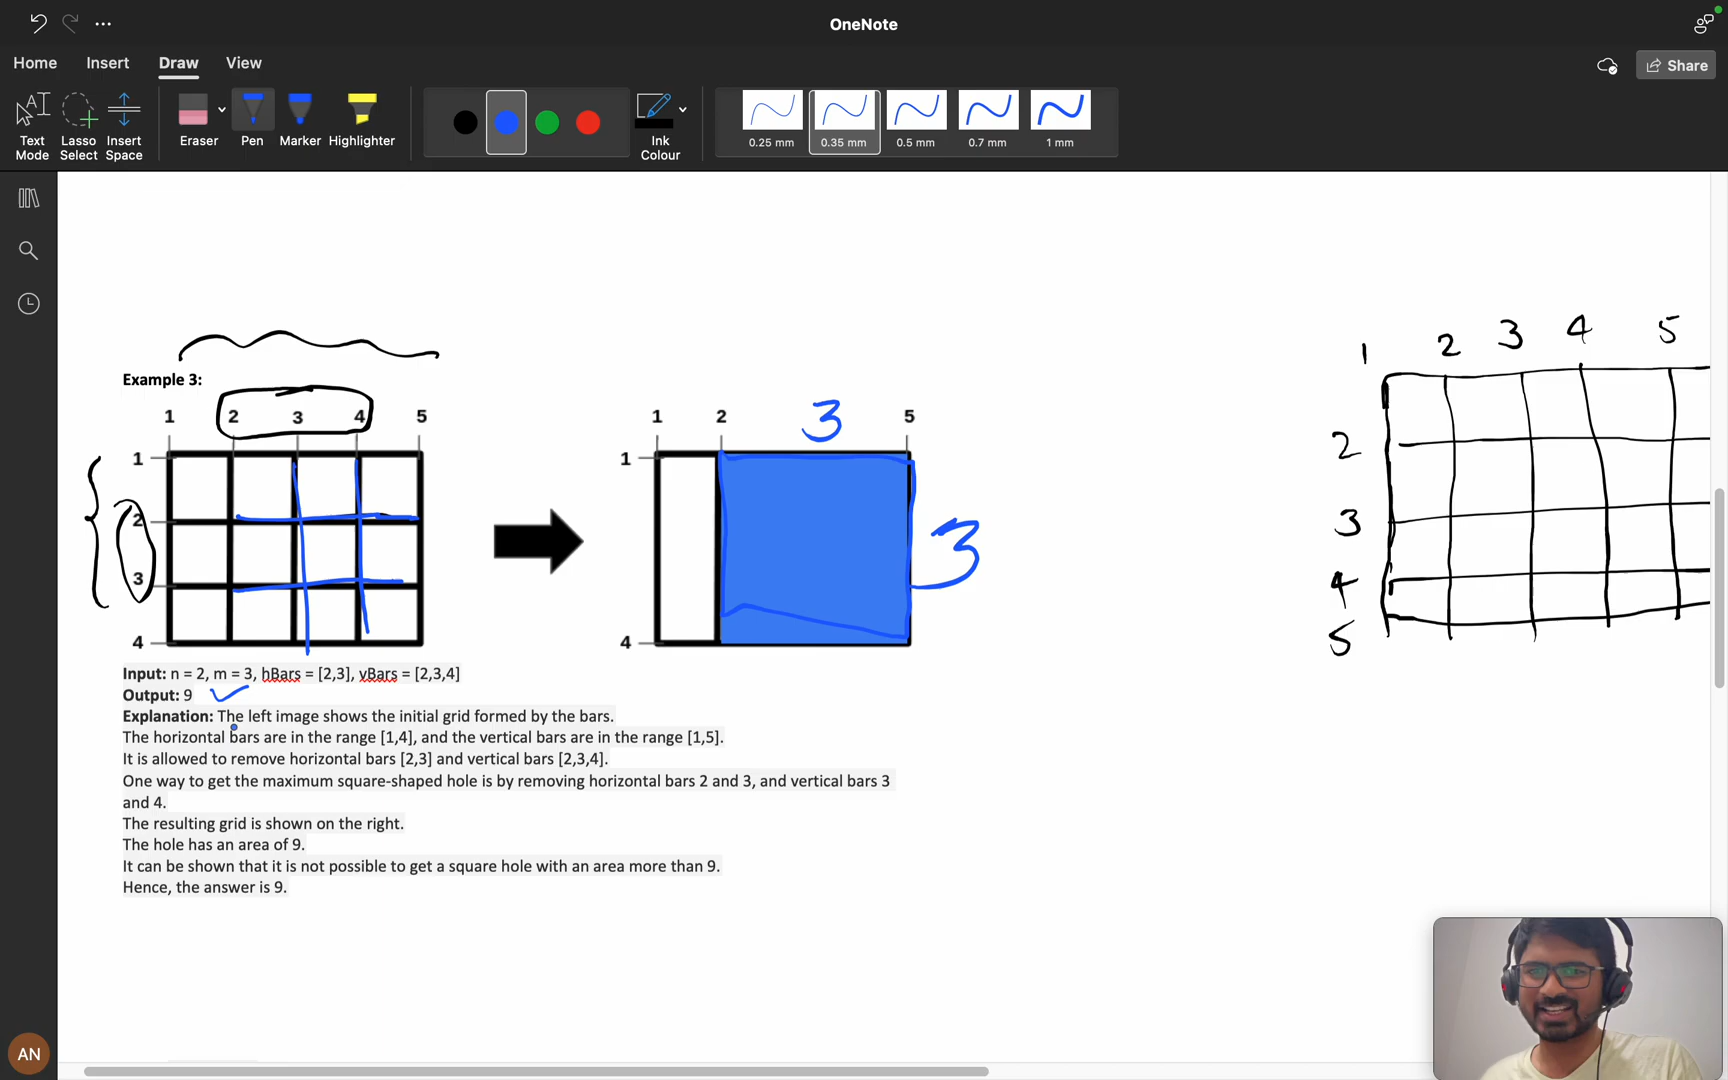 OneNote
Home Insert Draw View
Share
Text Mode
Lasso Select
Insert Space
Eraser
Pen
Marker
Highlighter
Ink Colour
0.25 mm
0.35 mm
0.5 mm
0.7 mm
1 mm
Example 3:
1 2 3 4 5
1
2
3
4
1 2 3 5
1
3
4
Input: n = 2, m = 3, hBars = [2,3], vBars = [2,3,4]
Output: 9
Explanation: The left image shows the initial grid formed by the bars.
The horizontal bars are in the range [1,4], and the vertical bars are in the range [1,5].
It is allowed to remove horizontal bars [2,3] and vertical bars [2,3,4].
One way to get the maximum square-shaped hole is by removing horizontal bars 2 and 3, and vertical bars 3
and 4.
The resulting grid is shown on the right.
The hole has an area of 9.
It can be shown that it is not possible to get a square hole with an area more than 9.
Hence, the answer is 9.
1 2 3 4 5
2
3
4
5
AN